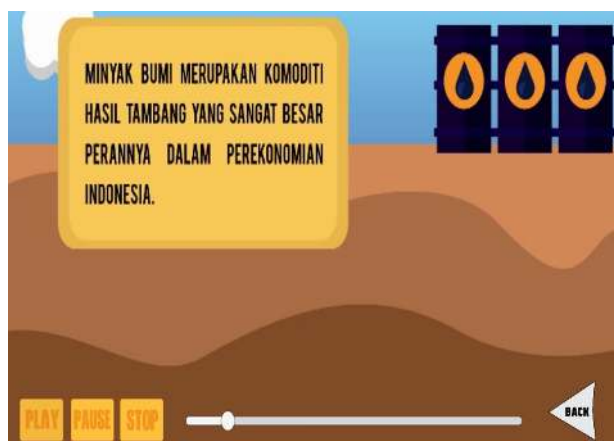 MINYAK BUMI MERUPAKAN KOMODITI
HASIL TAMBANG YANG SANGAT BESAR
PERANNYA DALAM PEREKONOMIAN
INDONESIA.
PLAY PAUSE STOP
BACK